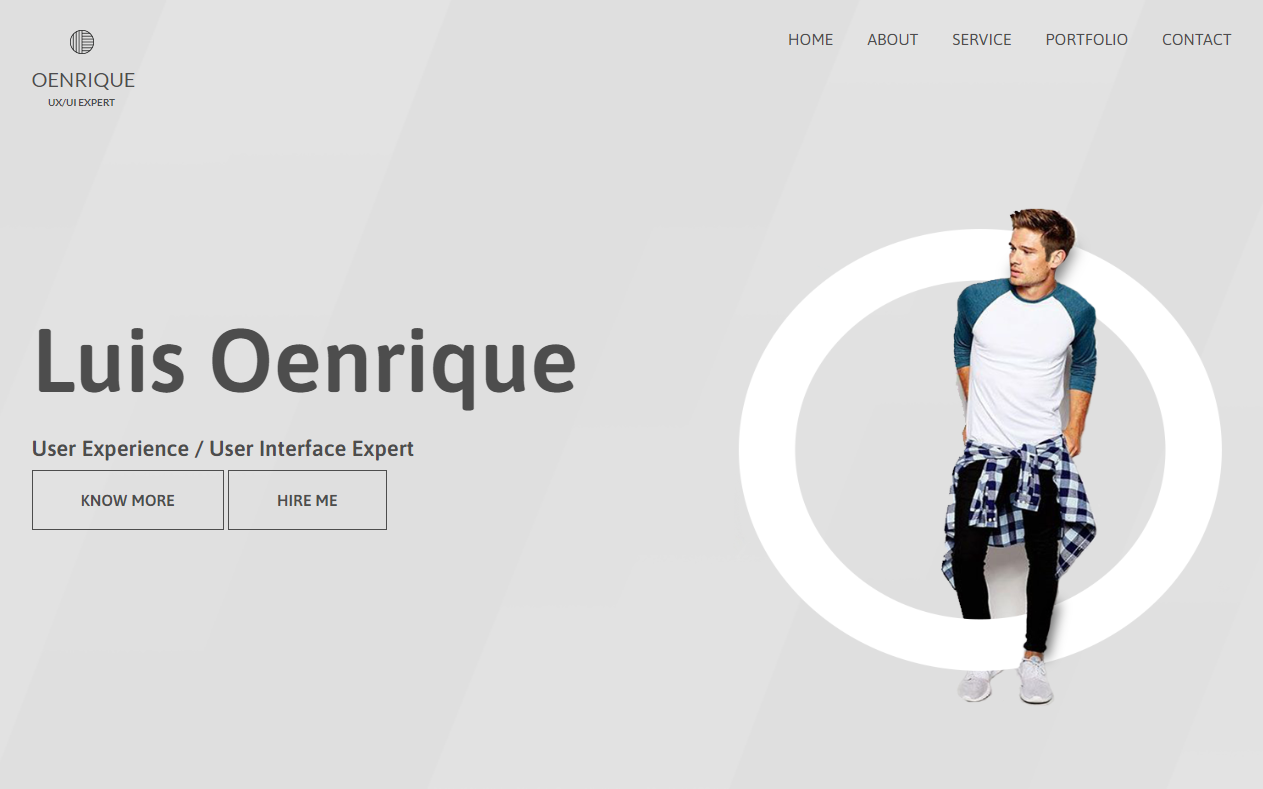 OENRIQUE
UX/UI EXPERT
HOME ABOUT SERVICE PORTFOLIO CONTACT
Luis Oenrique
User Experience / User Interface Expert
KNOW MORE HIRE ME